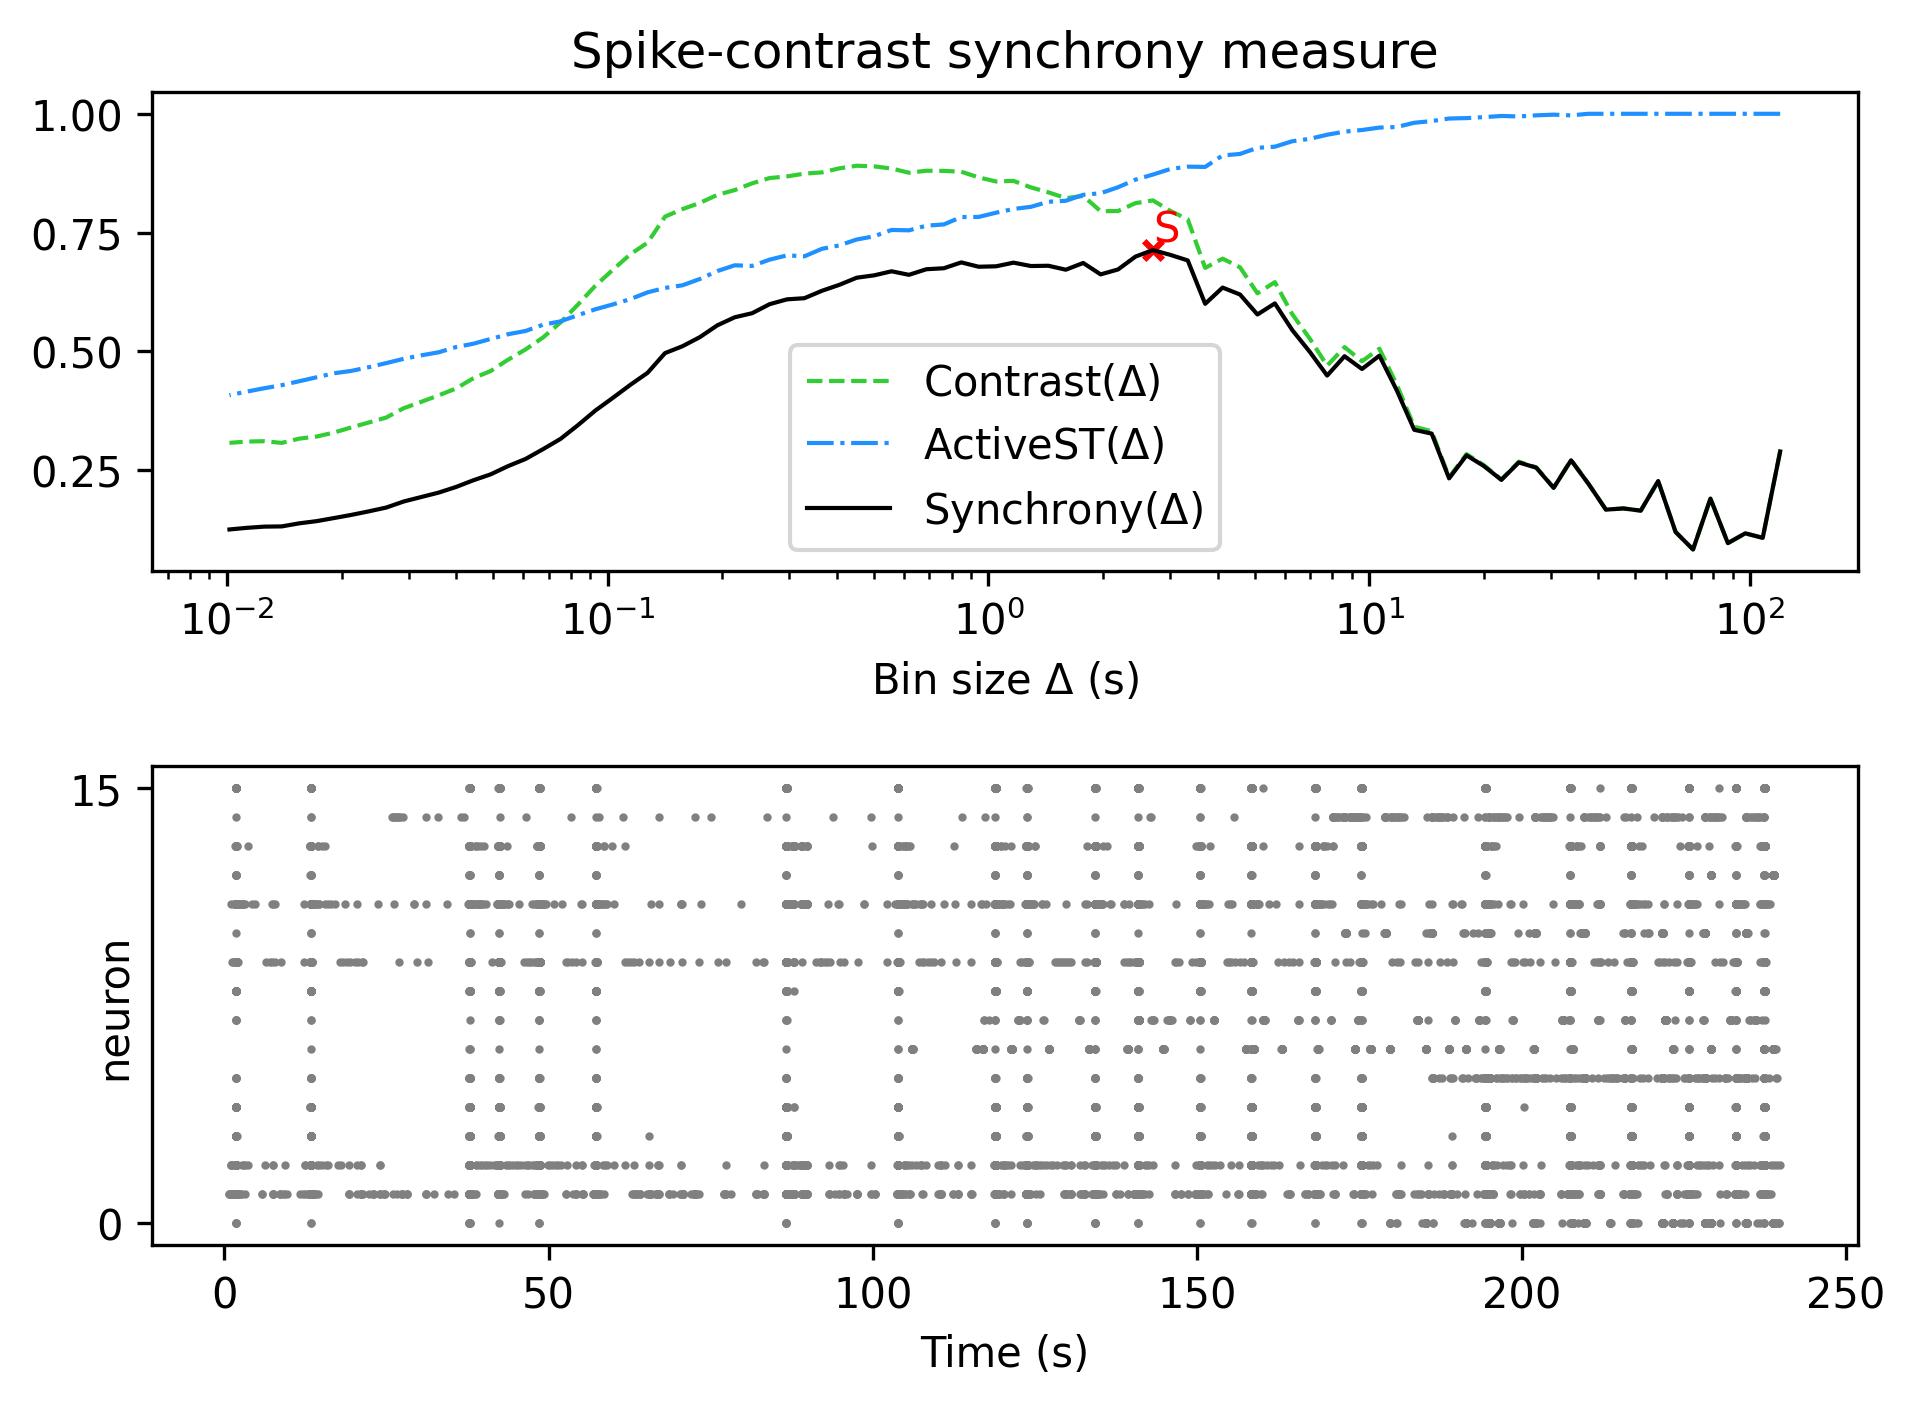 Spike-contrast synchrony measure
1.00
0.75
0.50
0.25
S
Contrast(Δ)
ActiveST(Δ)
Synchrony(Δ)
10⁻² 10⁻¹ 10⁰ 10¹ 10²
Bin size Δ (s)
15
neuron
0
0 50 100 150 200 250
Time (s)